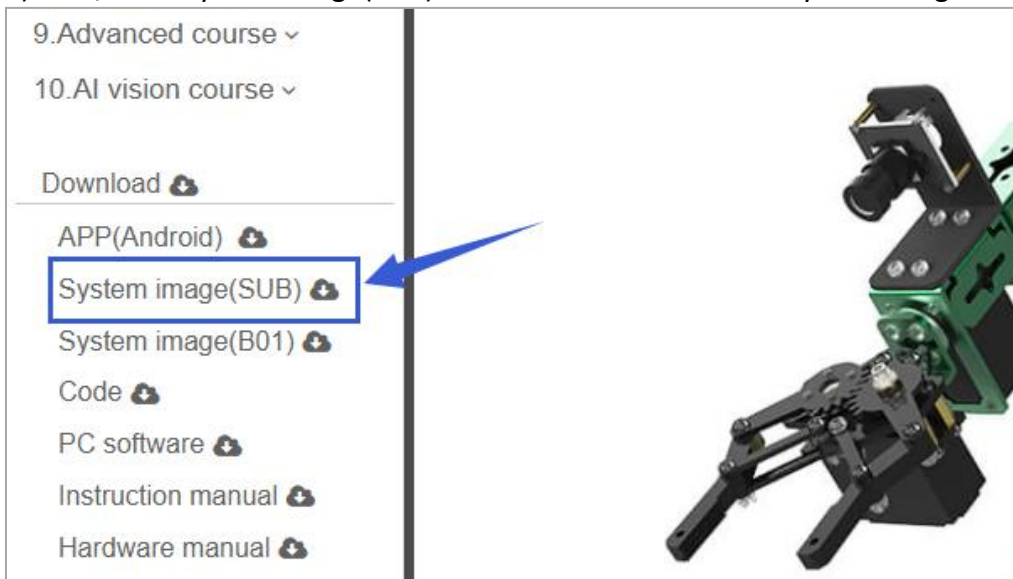 9.Advanced course
10.AI vision course
Download
APP(Android)
System image(SUB)
System image(B01)
Code
PC software
Instruction manual
Hardware manual